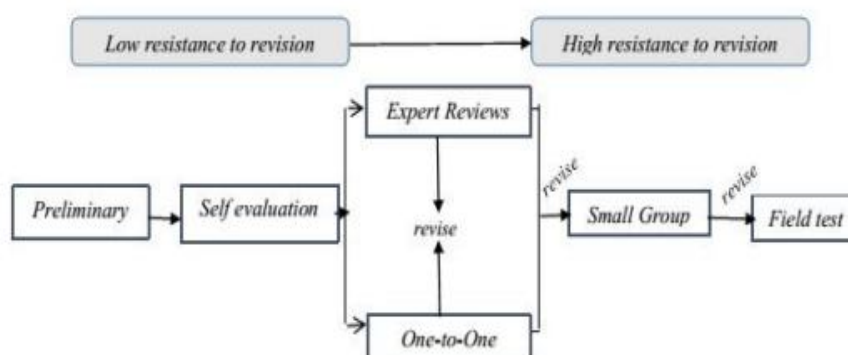 Low resistance to revision
High resistance to revision
Expert Reviews
Preliminary
Self evaluation
revise
revise
Small Group
revise
Field test
One-to-One